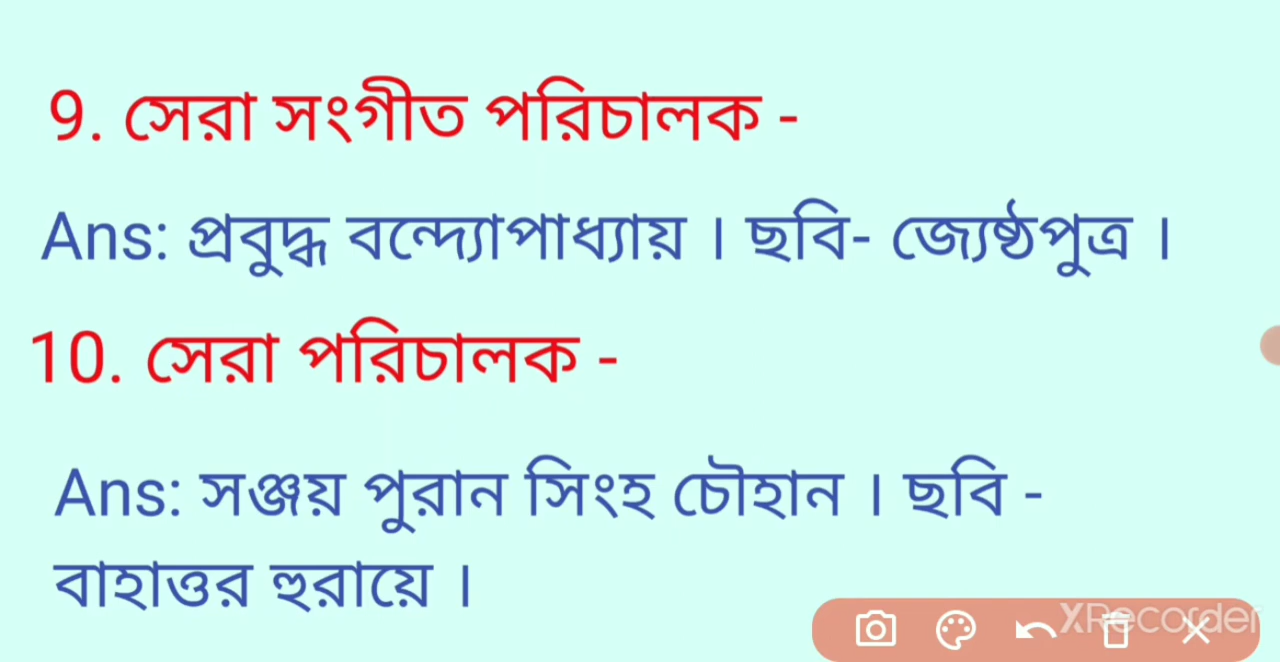 9. সেরা সংগীত পরিচালক -
Ans: প্রবুদ্ধ বন্দ্যোপাধ্যায় । ছবি- জ্যেষ্ঠপুত্র ।
10. সেরা পরিচালক -
Ans: সঞ্জয় পুরান সিংহ চৌহান । ছবি -
বাহাত্তর হুরায়ে ।
XRecorder